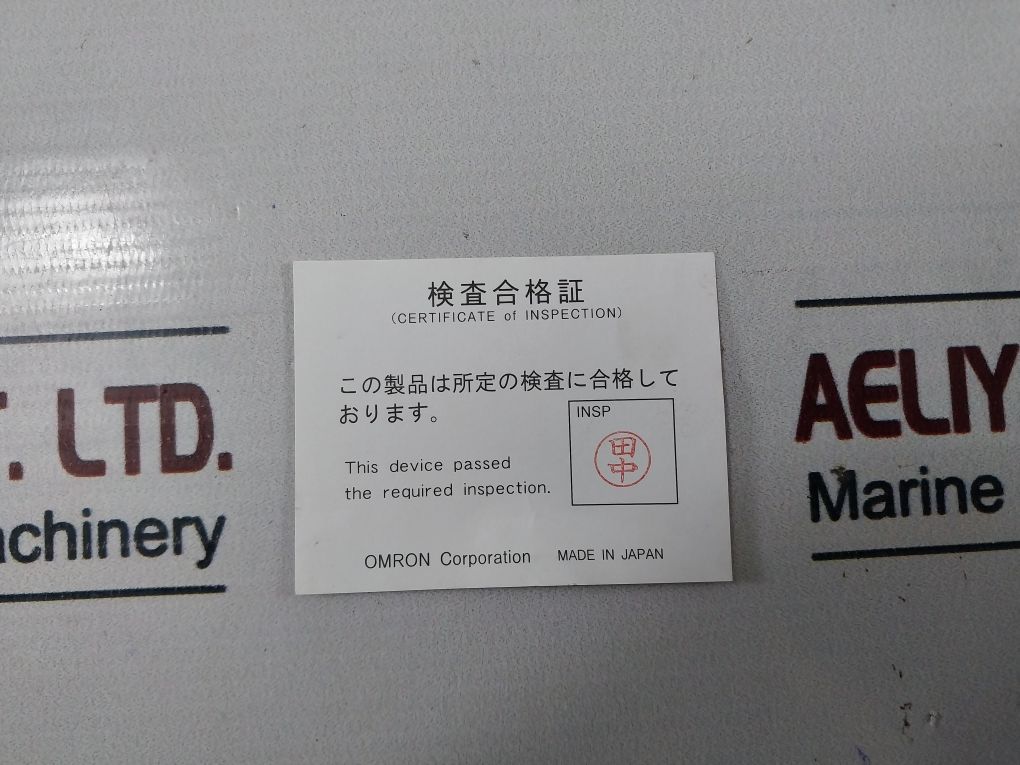 検査合格証
(CERTIFICATE of INSPECTION)
この製品は所定の検査に合格して
おります。
INSP
田中
This device passed
the required inspection.
OMRON Corporation MADE IN JAPAN
LTD.
AELIY
Marine